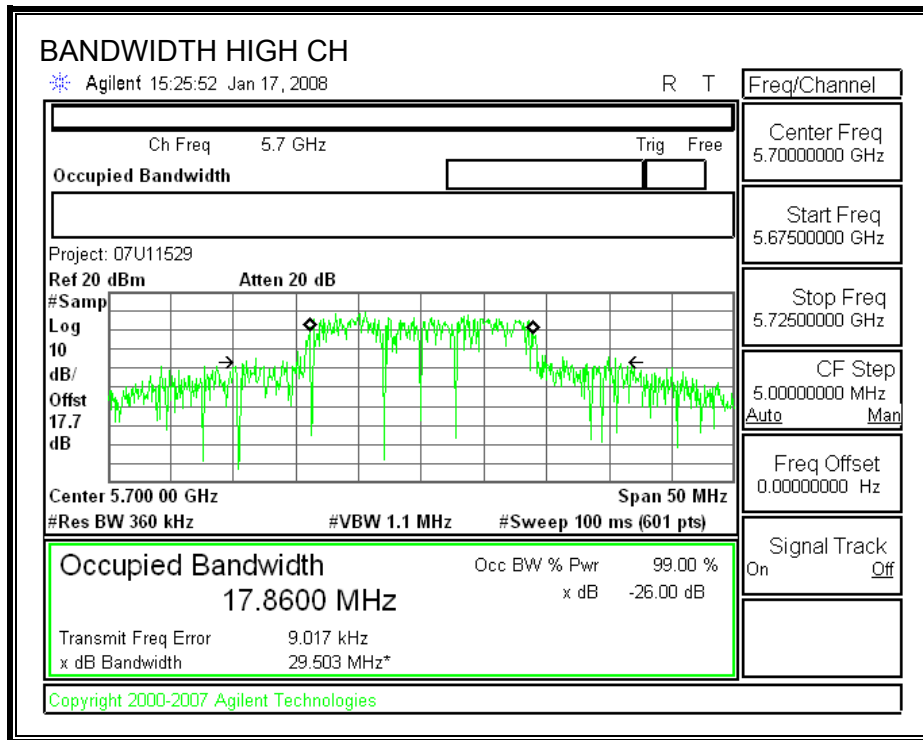 BANDWIDTH HIGH CH
Agilent 15:25:52 Jan 17, 2008 R T
Freq/Channel
Ch Freq 5.7 GHz Trig Free
Occupied Bandwidth
Center Freq
5.70000000 GHz
Start Freq
5.67500000 GHz
Stop Freq
5.72500000 GHz
CF Step
5.00000000 MHz
Auto Man
Freq Offset
0.00000000 Hz
Signal Track
On Off
Project: 07U11529
Ref 20 dBm Atten 20 dB
#Samp
Log
10
dB/
Offst
17.7
dB
Center 5.700 00 GHz Span 50 MHz
#Res BW 360 kHz #VBW 1.1 MHz #Sweep 100 ms (601 pts)
Occupied Bandwidth Occ BW % Pwr 99.00 %
17.8600 MHz x dB -26.00 dB
Transmit Freq Error 9.017 kHz
x dB Bandwidth 29.503 MHz*
Copyright 2000-2007 Agilent Technologies